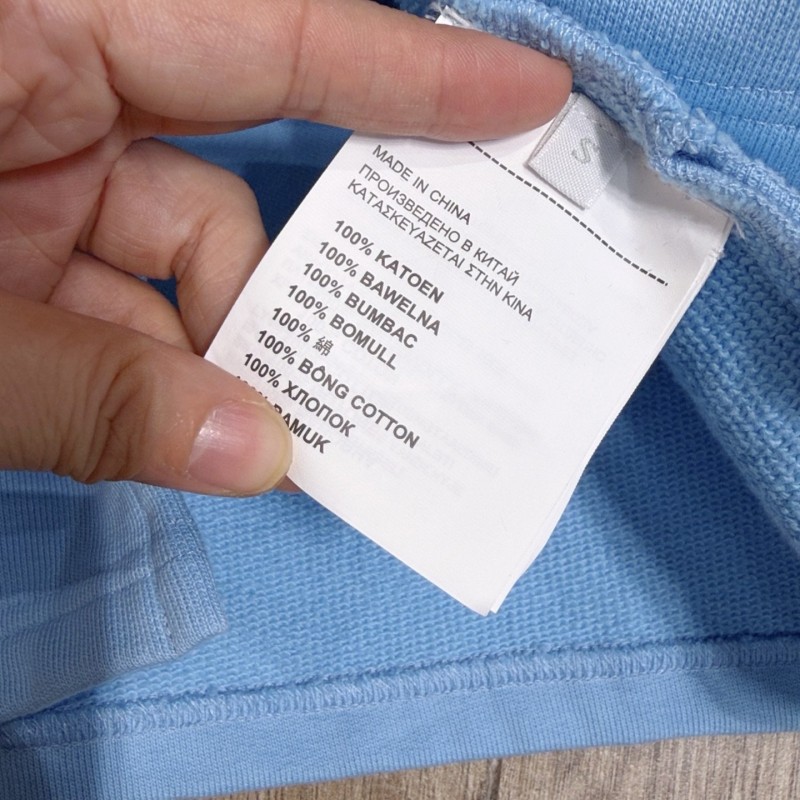 S
MADE IN CHINA
ПРОИЗВЕДЕНО В КИТАЙ
ΚΑΤΑΣΚΕΥΑΖΕΤΑΙ ΣΤΗΝ ΚΙΝΑ
100% KATOEN
100% BAWELNA
100% BUMBAC
100% BOMULL
100% 綿
100% BÔNG COTTON
100% ХЛОПОК